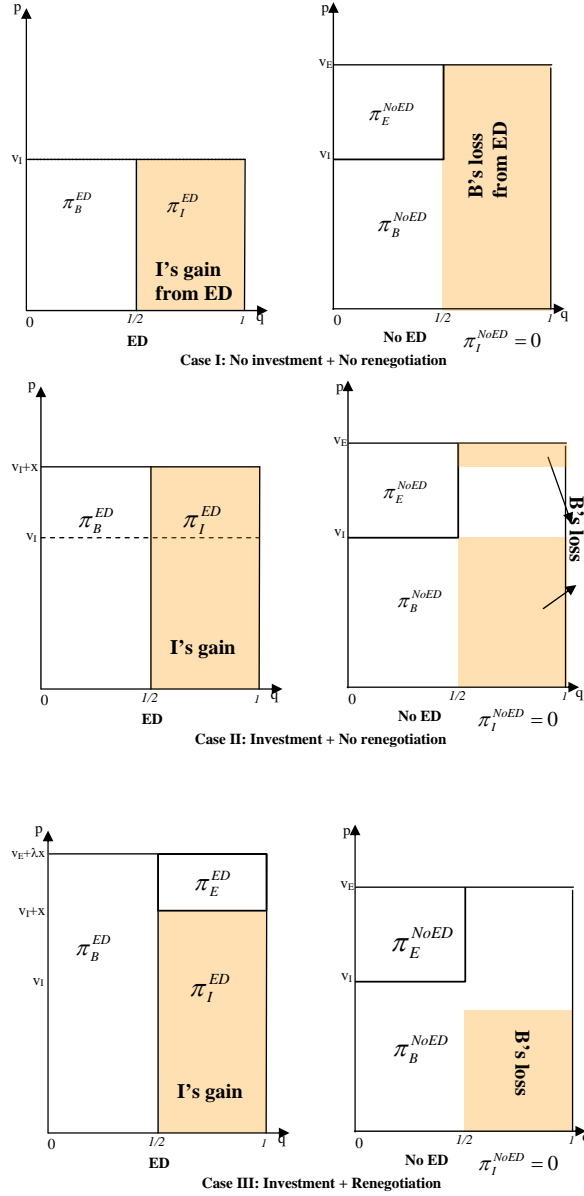 p
v_I
π_B^{ED}
π_I^{ED}
I's gain
from ED
0
1/2
1
q
ED
p
v_E
v_I
π_E^{NoED}
π_B^{NoED}
B's loss
from ED
0
1/2
1
q
No ED
π_I^{NoED} = 0
Case I: No investment + No renegotiation
p
v_I+x
v_I
π_B^{ED}
π_I^{ED}
I's gain
0
1/2
1
q
ED
p
v_E
v_I
π_E^{NoED}
π_B^{NoED}
B's loss
0
1/2
1
q
No ED
π_I^{NoED} = 0
Case II: Investment + No renegotiation
p
v_E+λx
v_I+x
v_I
π_E^{ED}
π_B^{ED}
π_I^{ED}
I's gain
0
1/2
1
q
ED
p
v_E
v_I
π_E^{NoED}
π_B^{NoED}
B's loss
0
1/2
1
No ED
π_I^{NoED} = 0
Case III: Investment + Renegotiation